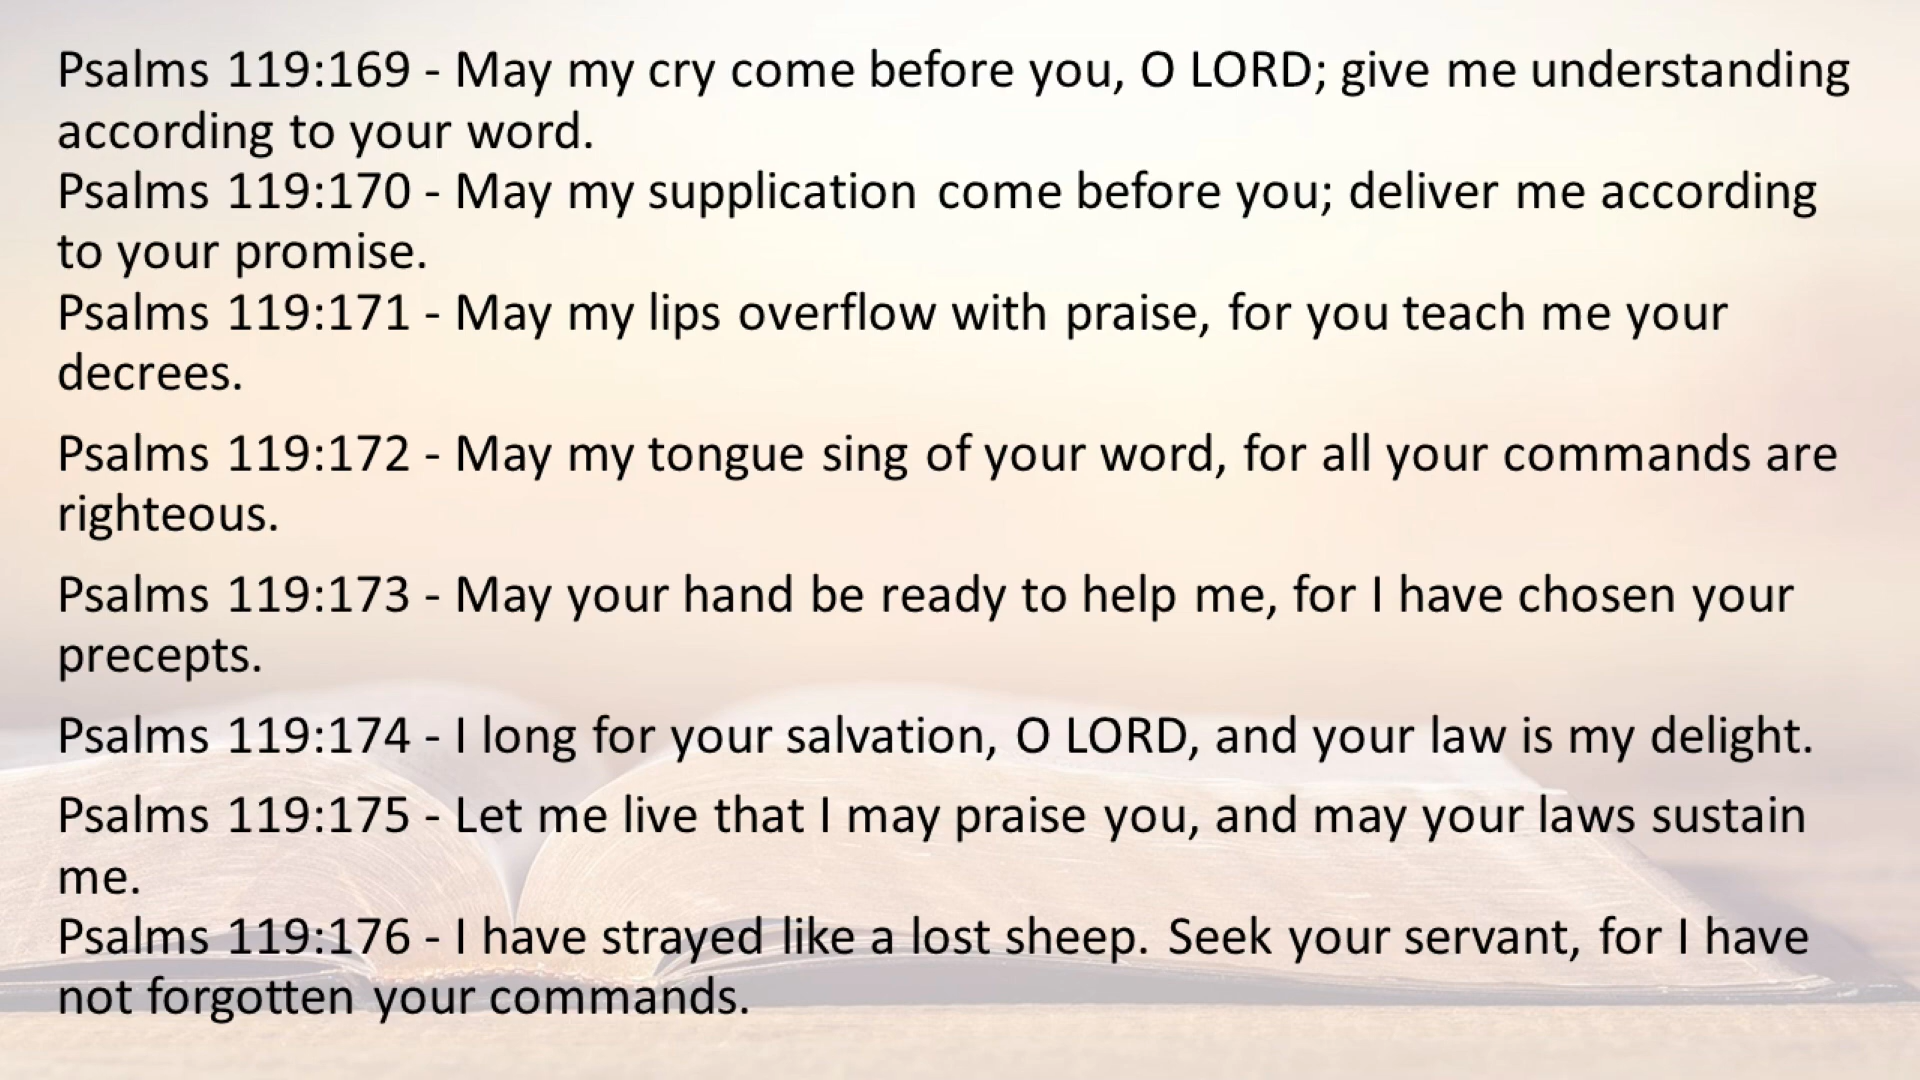 Psalms 119:169 - May my cry come before you, O LORD; give me understanding
according to your word.
Psalms 119:170 - May my supplication come before you; deliver me according
to your promise.
Psalms 119:171 - May my lips overflow with praise, for you teach me your
decrees.
Psalms 119:172 - May my tongue sing of your word, for all your commands are
righteous.
Psalms 119:173 - May your hand be ready to help me, for I have chosen your
precepts.
Psalms 119:174 - I long for your salvation, O LORD, and your law is my delight.
Psalms 119:175 - Let me live that I may praise you, and may your laws sustain
me.
Psalms 119:176 - I have strayed like a lost sheep. Seek your servant, for I have
not forgotten your commands.